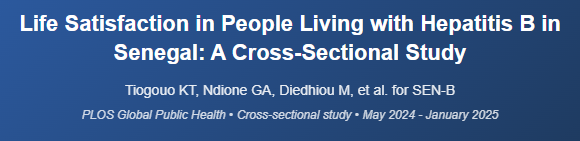 Life Satisfaction in People Living with Hepatitis B in
Senegal: A Cross-Sectional Study
Tiogouo KT, Ndione GA, Diedhiou M, et al. for SEN-B
PLOS Global Public Health • Cross-sectional study • May 2024 - January 2025